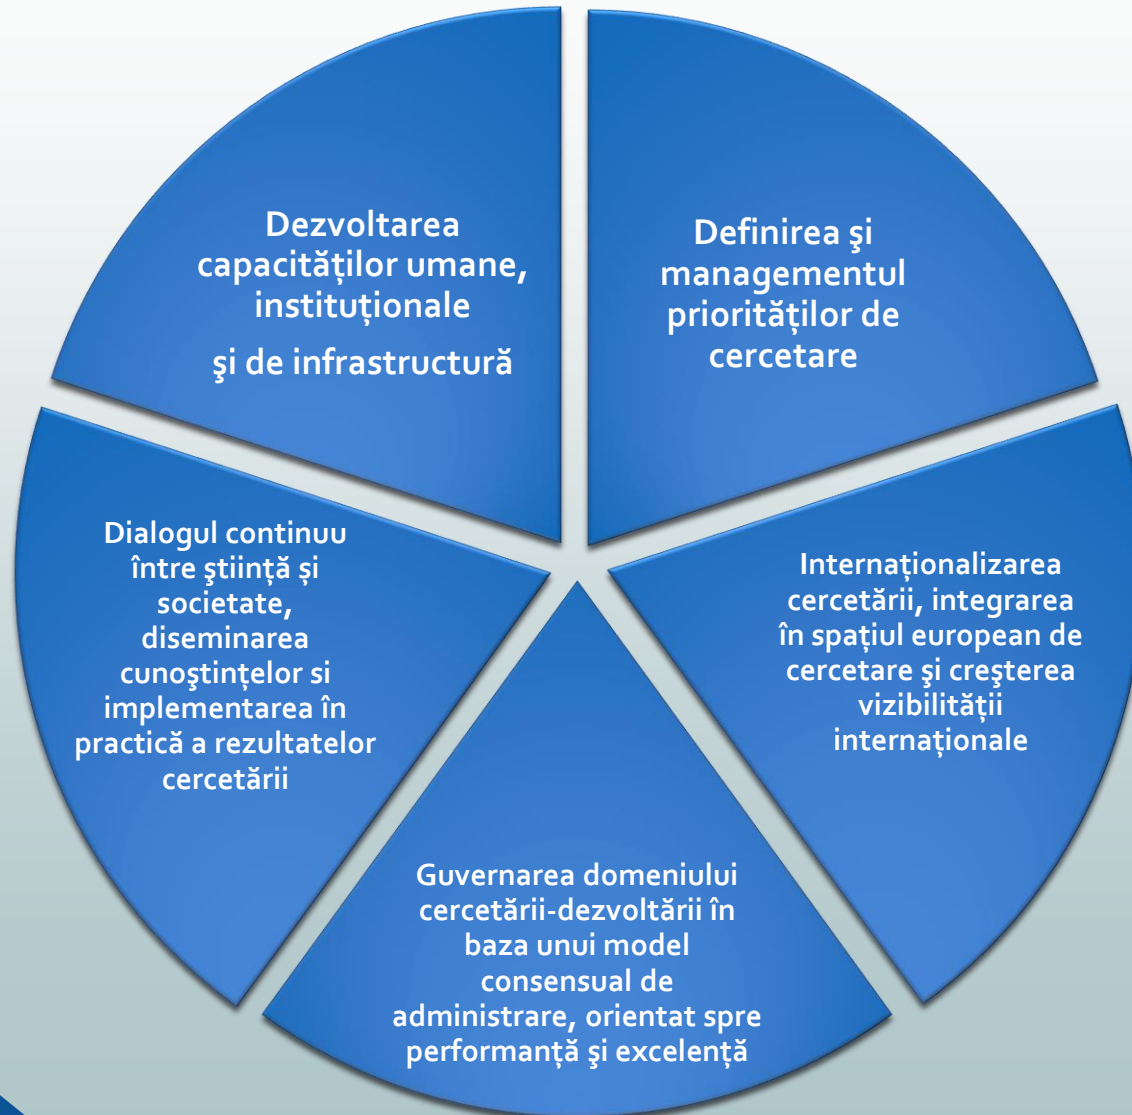 Dezvoltarea
capacităților umane,
instituționale
şi de infrastructură
Definirea şi
managementul
priorităților de
cercetare
Dialogul continuu
între ştiință și
societate,
diseminarea
cunoştințelor si
implementarea în
practică a rezultatelor
cercetării
Internaționalizarea
cercetării, integrarea
în spațiul european de
cercetare şi creşterea
vizibilității
internaționale
Guvernarea domeniului
cercetării-dezvoltării în
baza unui model
consensual de
administrare, orientat spre
performanță şi excelență